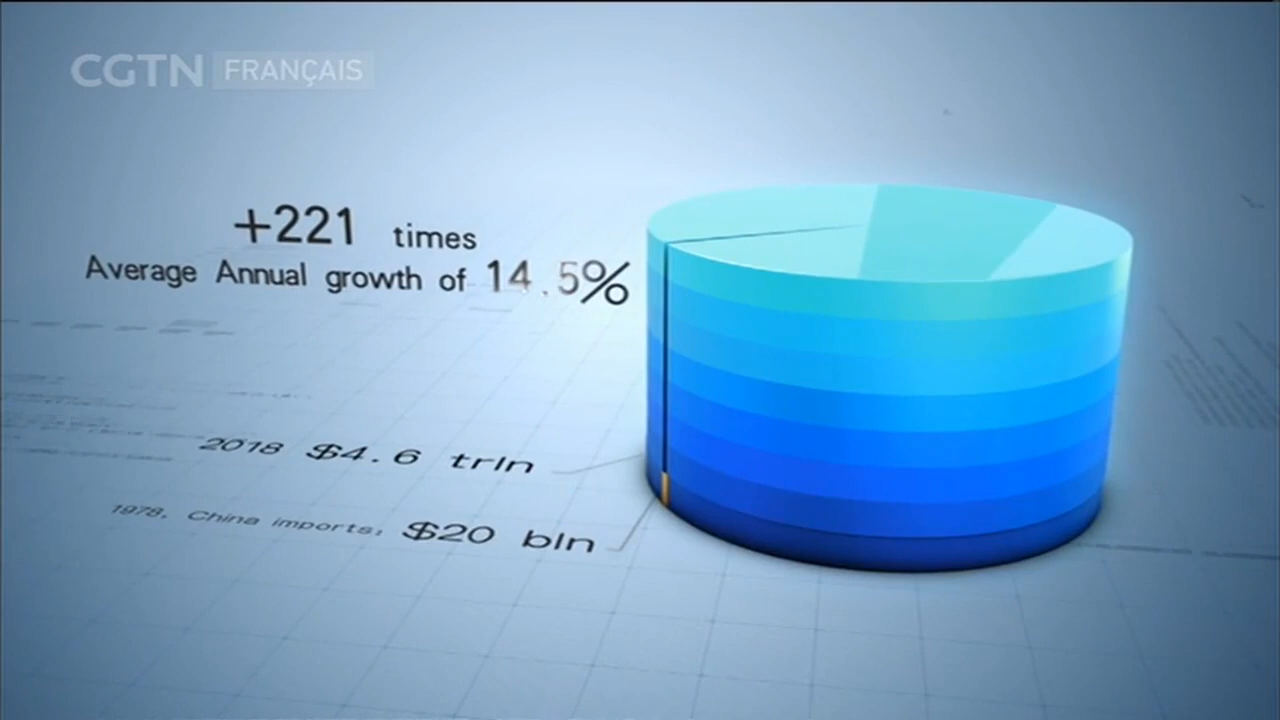 CGTN FRANÇAIS
+221 times
Average Annual growth of 14.5%
2018 $4.6 trln
1978, China imports: $20 bln